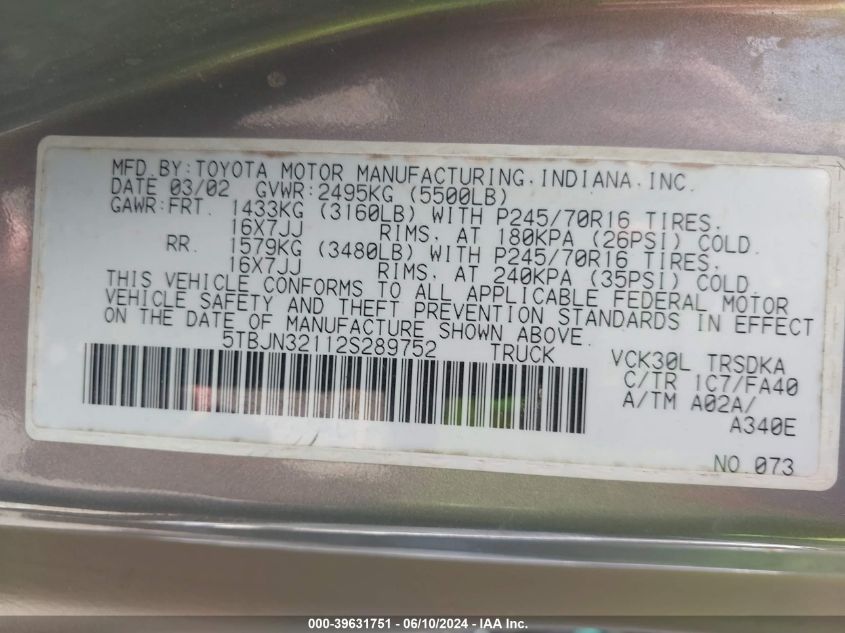 MFD.BY:TOYOTA MOTOR MANUFACTURING,INDIANA,INC.
DATE 03/02 GVWR:2495KG (5500LB)
GAWR:FRT. 1433KG (3160LB) WITH P245/70R16 TIRES.
16X7JJ RIMS, AT 180KPA (26PSI) COLD.
RR. 1579KG (3480LB) WITH P245/70R16 TIRES.
16X7JJ RIMS, AT 240KPA (35PSI) COLD.
THIS VEHICLE CONFORMS TO ALL APPLICABLE FEDERAL MOTOR
VEHICLE SAFETY AND THEFT PREVENTION STANDARDS IN EFFECT
ON THE DATE OF MANUFACTURE SHOWN ABOVE.
5TBJN32112S289752 TRUCK
VCK30L TRSDKA
C/TR 1C7/FA40
A/TM A02A/
A340E
NO 073
000-39631751 - 06/10/2024 - IAA Inc.